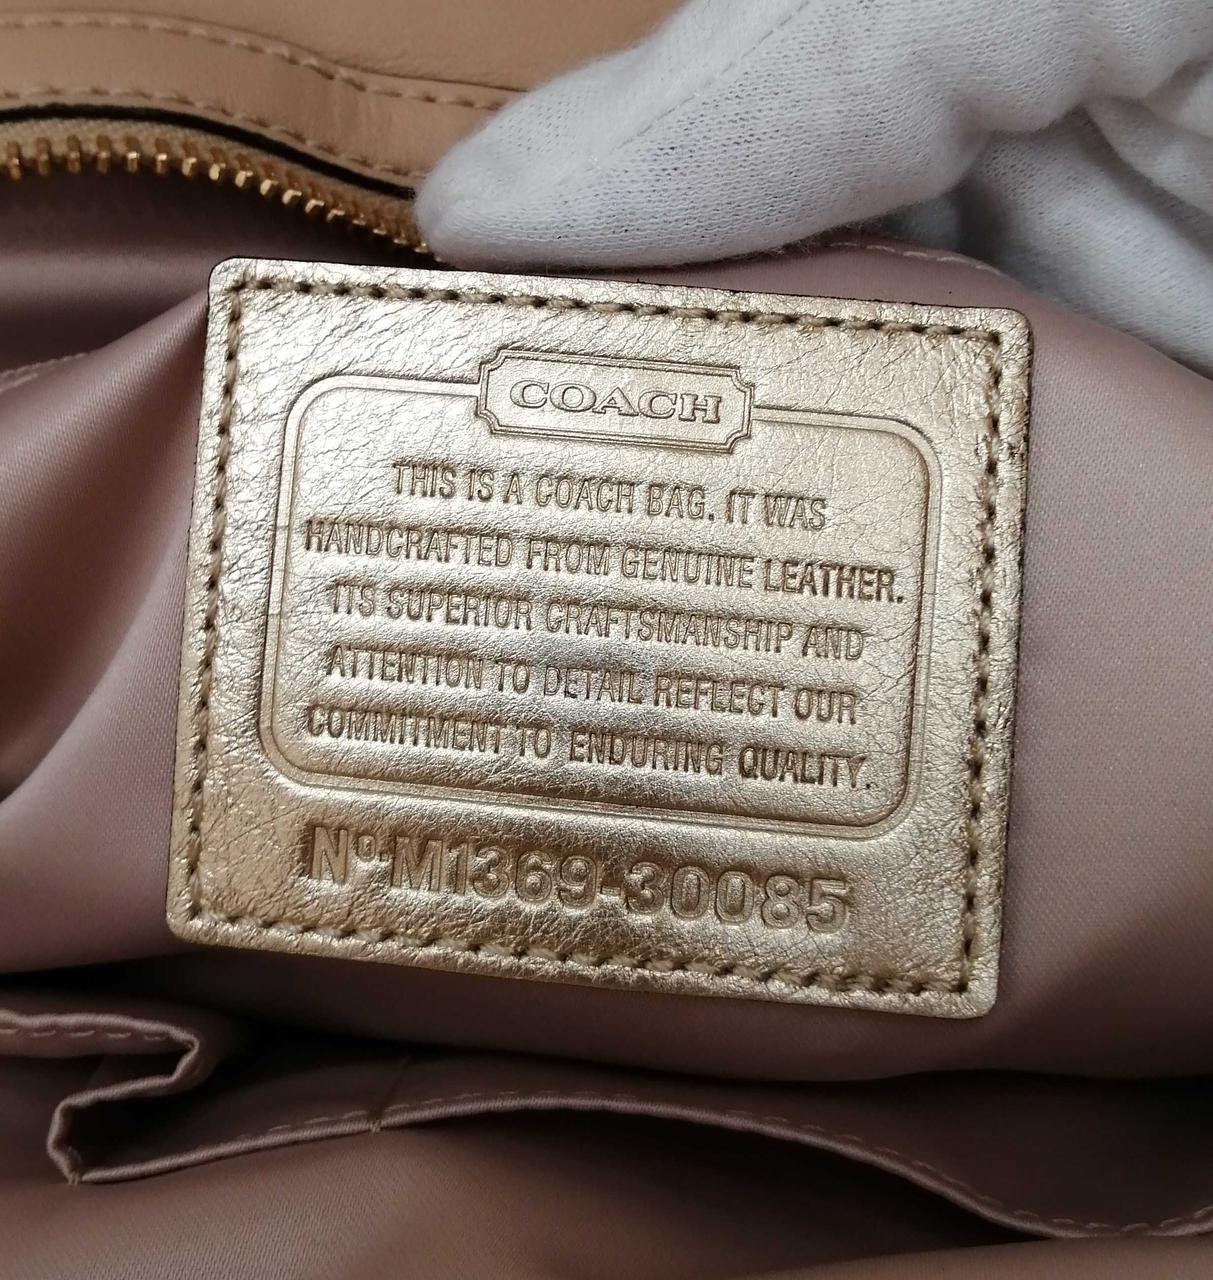 COACH
THIS IS A COACH BAG. IT WAS
HANDCRAFTED FROM GENUINE LEATHER.
ITS SUPERIOR CRAFTSMANSHIP AND
ATTENTION TO DETAIL REFLECT OUR
COMMITMENT TO ENDURING QUALITY.
Nº.M1369-30085